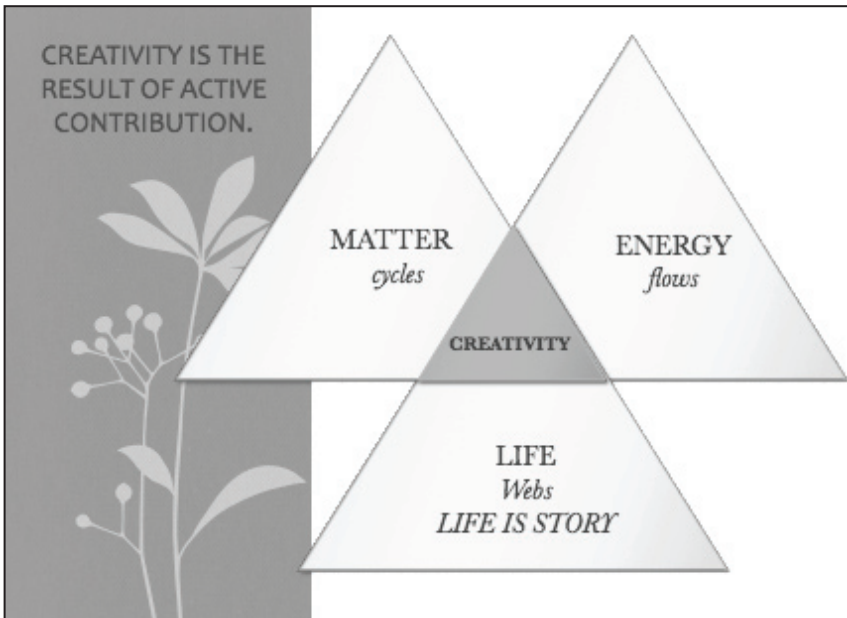 CREATIVITY IS THE
RESULT OF ACTIVE
CONTRIBUTION.
MATTER
cycles
ENERGY
flows
CREATIVITY
LIFE
Webs
LIFE IS STORY